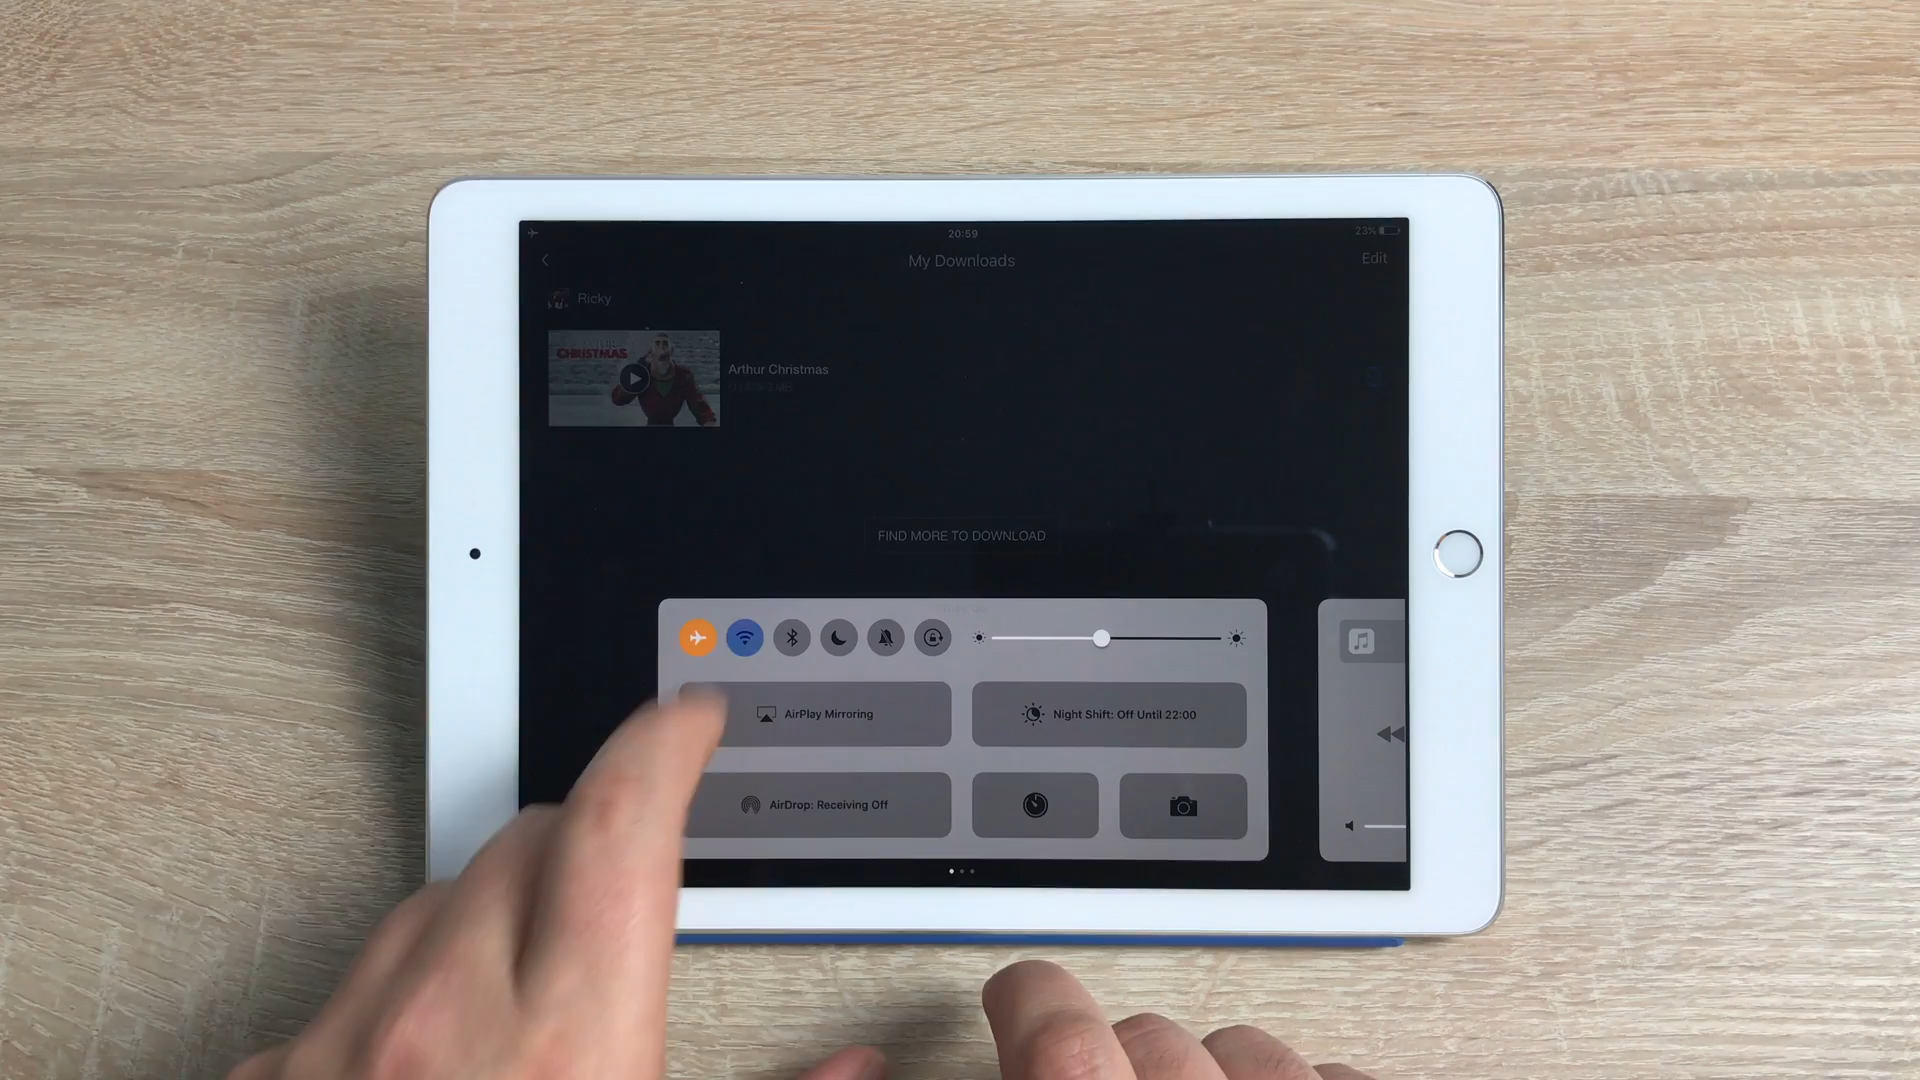 20:59
23%
My Downloads
Edit
Ricky
CHRISTMAS
Arthur Christmas
FIND MORE TO DOWNLOAD
AirPlay Mirroring
Night Shift: Off Until 22:00
AirDrop: Receiving Off